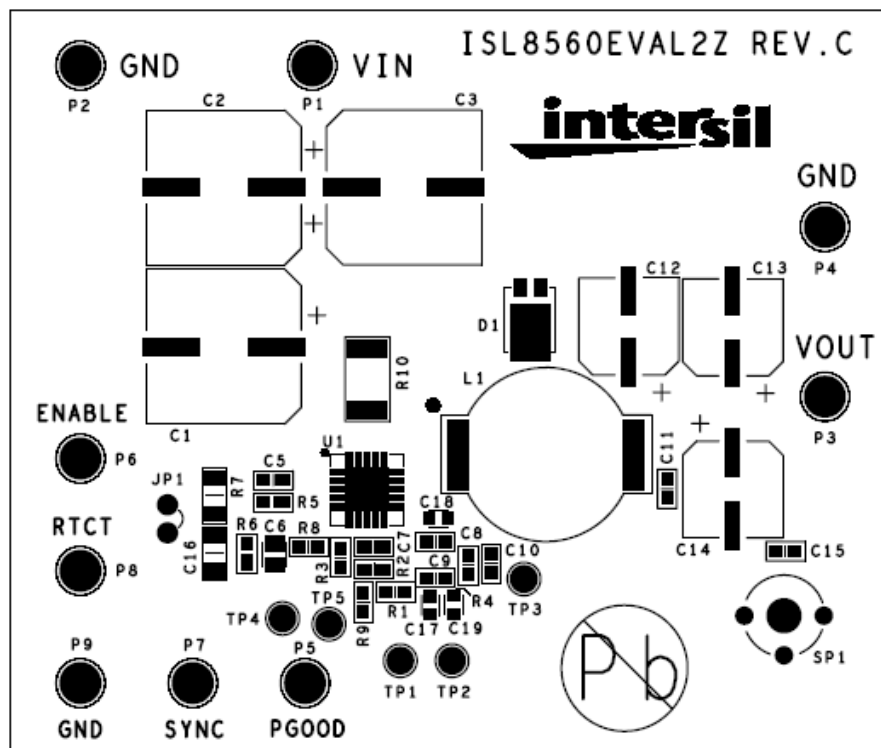 ISL8560EVAL2Z REV.C
GND
VIN
P2
C2
P1
C3
intersil
GND
P4
C12
C13
D1
VOUT
R10
L1
ENABLE
C1
P3
U1
C11
P6
JP1
R7
C5
R5
C18
RTCT
R6
C6
R8
C7
C8
C10
C14
C15
C16
P8
R3
R2
C9
TP4
TP5
R9
R1
C17
C19
R4
TP3
P9
P7
P5
TP1
TP2
Pb
SP1
GND
SYNC
PGOOD